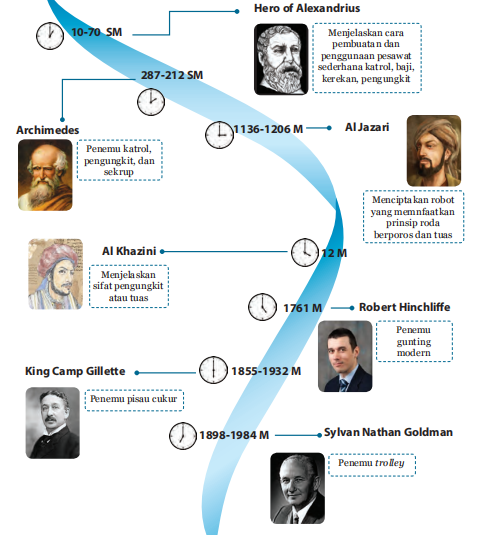 Hero of Alexandrius
10-70 SM
Menjelaskan cara
pembuatan dan
penggunaan pesawat
sederhana katrol, baji,
kerekan, pengungkit
287-212 SM
Archimedes
Penemu katrol,
pengungkit, dan
sekrup
1136-1206 M
Al Jazari
Menciptakan robot
yang memnfaatkan
prinsip roda
berporos dan tuas
Al Khazini
12 M
Menjelaskan
sifat pengungkit
atau tuas
1761 M
Robert Hinchliffe
Penemu
gunting
modern
King Camp Gillette
1855-1932 M
Penemu pisau cukur
1898-1984 M
Sylvan Nathan Goldman
Penemu trolley